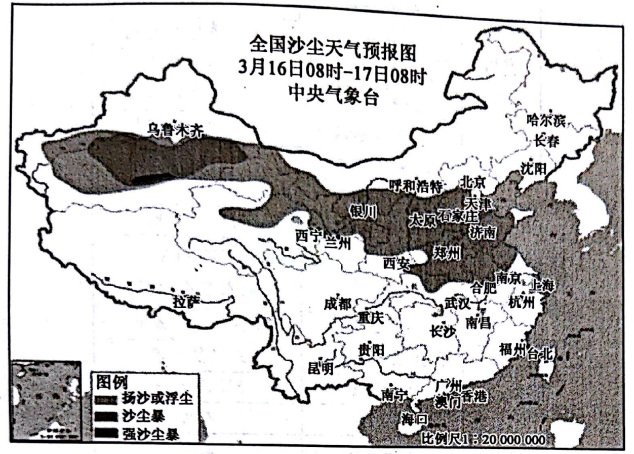 全国沙尘天气预报图
3月16日08时-17日08时
中央气象台
哈尔滨
长春
乌鲁木齐
沈阳
呼和浩特
北京
天津
银川
太原
石家庄
济南
西宁
兰州
西安
郑州
南京
合肥
上海
拉萨
成都
武汉
杭州
重庆
南昌
长沙
贵阳
福州
台北
昆明
广州
南宁
香港
澳门
海口
图例
扬沙或浮尘
沙尘暴
强沙尘暴
比例尺1:20 000 000